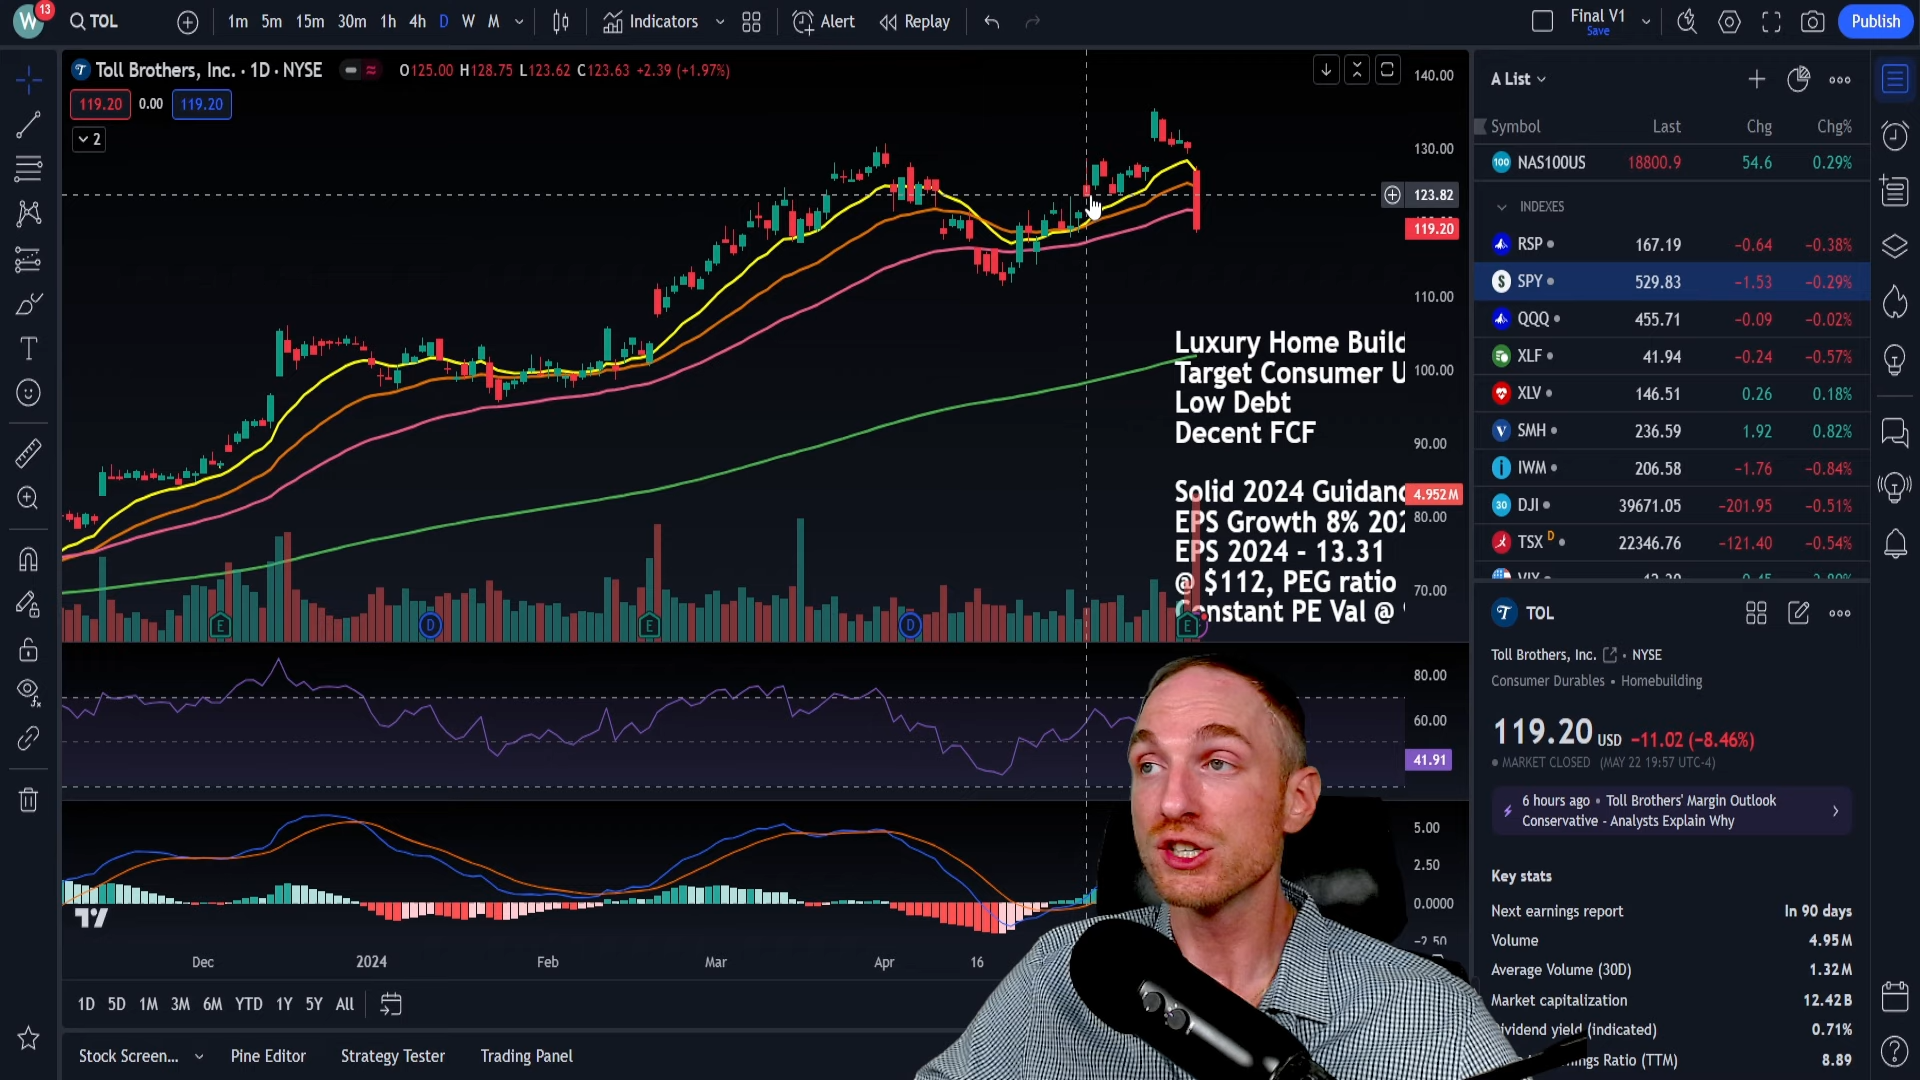 W
13
TOL
1m 5m 15m 30m 1h 4h D W M
Indicators
Alert
Replay
Final V1
Save
Publish
Toll Brothers, Inc. · 1D · NYSE
O125.00 H128.75 L123.62 C123.63 +2.39 (+1.97%)
119.20 0.00 119.20
2
140.00
130.00
123.82
119.20
110.00
100.00
90.00
4.952M
80.00
70.00
Luxury Home Build
Target Consumer U
Low Debt
Decent FCF
Solid 2024 Guidanc
EPS Growth 8% 202
EPS 2024 - 13.31
@ $112, PEG ratio
Constant PE Val @
E D E D E
80.00
60.00
41.91
5.00
2.50
0.0000
−2.50
Dec 2024 Feb Mar Apr 16
1D 5D 1M 3M 6M YTD 1Y 5Y All
Stock Screen... Pine Editor Strategy Tester Trading Panel
A List
Symbol Last Chg Chg%
100 NAS100US 18800.9 54.6 0.29%
INDEXES
RSP 167.19 −0.64 −0.38%
SPY 529.83 −1.53 −0.29%
QQQ 455.71 −0.09 −0.02%
XLF 41.94 −0.24 −0.57%
XLV 146.51 0.26 0.18%
SMH 236.59 1.92 0.82%
IWM 206.58 −1.76 −0.84%
30 DJI 39671.05 −201.95 −0.51%
TSX D 22346.76 −121.40 −0.54%
TOL
Toll Brothers, Inc. • NYSE
Consumer Durables • Homebuilding
119.20 USD −11.02 (−8.46%)
MARKET CLOSED (MAY 22 19:57 UTC-4)
6 hours ago • Toll Brothers' Margin Outlook
Conservative - Analysts Explain Why
Key stats
Next earnings report In 90 days
Volume 4.95M
Average Volume (30D) 1.32M
Market capitalization 12.42B
ividend yield (indicated) 0.71%
ings Ratio (TTM) 8.89